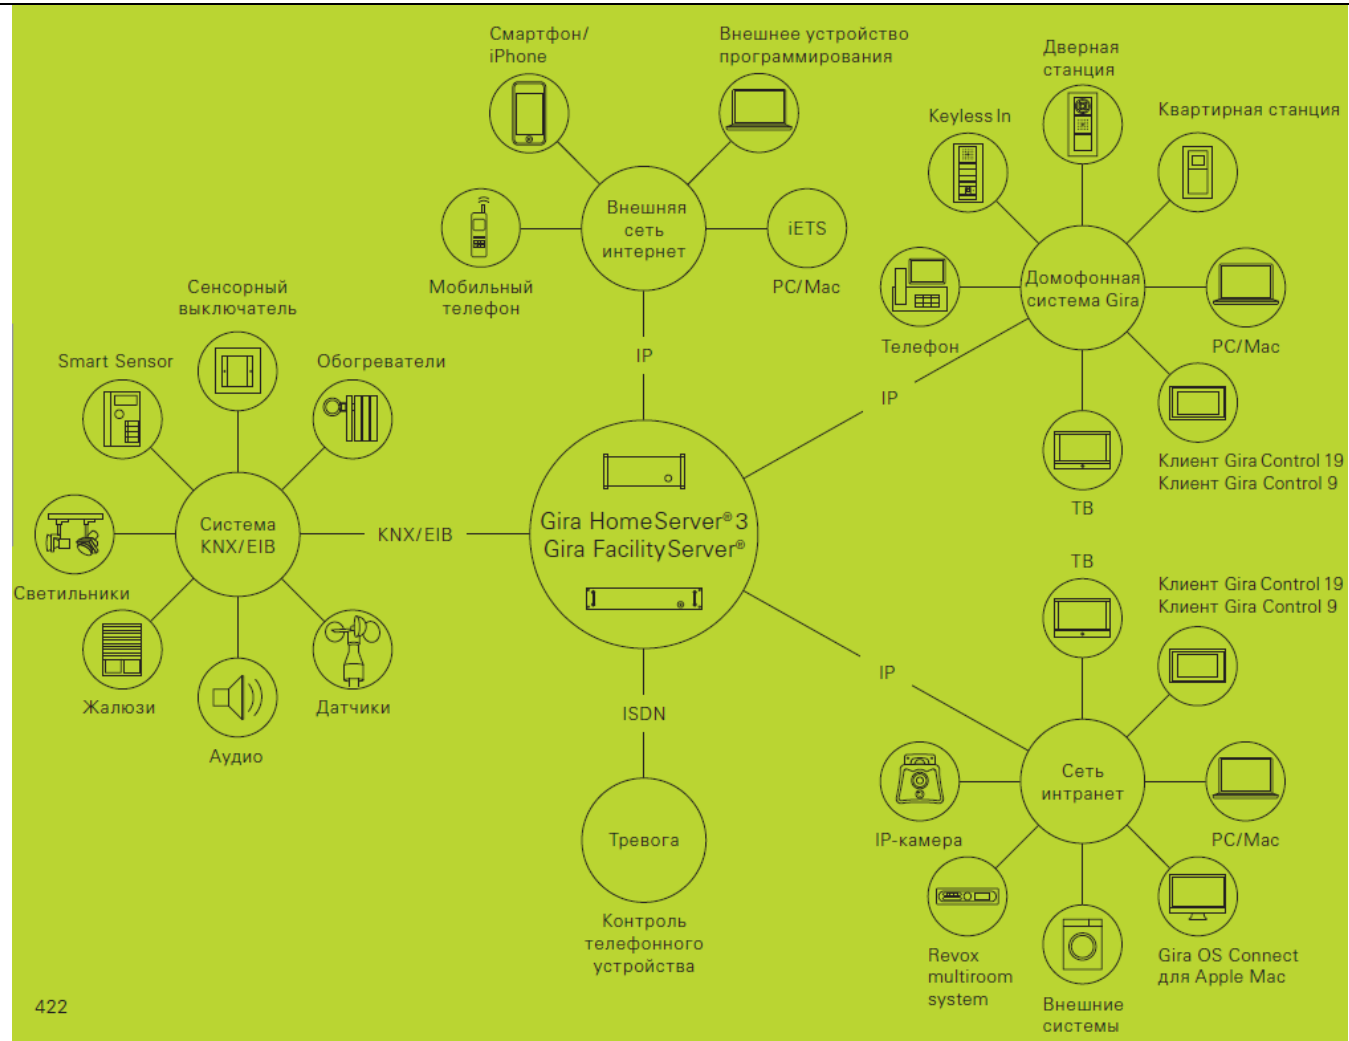 Смартфон/
iPhone
Внешнее устройство
программирования
Дверная
станция
Keyless In
Квартирная станция
Внешняя
сеть
интернет
iETS
PC/Mac
Мобильный
телефон
Домофонная
система Gira
Телефон
PC/Mac
Клиент Gira Control 19
Клиент Gira Control 9
ТВ
IP
IP
Сенсорный
выключатель
Smart Sensor
Обогреватели
Система
KNX/EIB
KNX/EIB
Светильники
Жалюзи
Аудио
Датчики
Gira HomeServer®3
Gira FacilityServer®
ISDN
Тревога
Контроль
телефонного
устройства
IP
ТВ
Клиент Gira Control 19
Клиент Gira Control 9
Сеть
интранет
IP-камера
PC/Mac
Revox
multiroom
system
Внешние
системы
Gira OS Connect
для Apple Mac
422